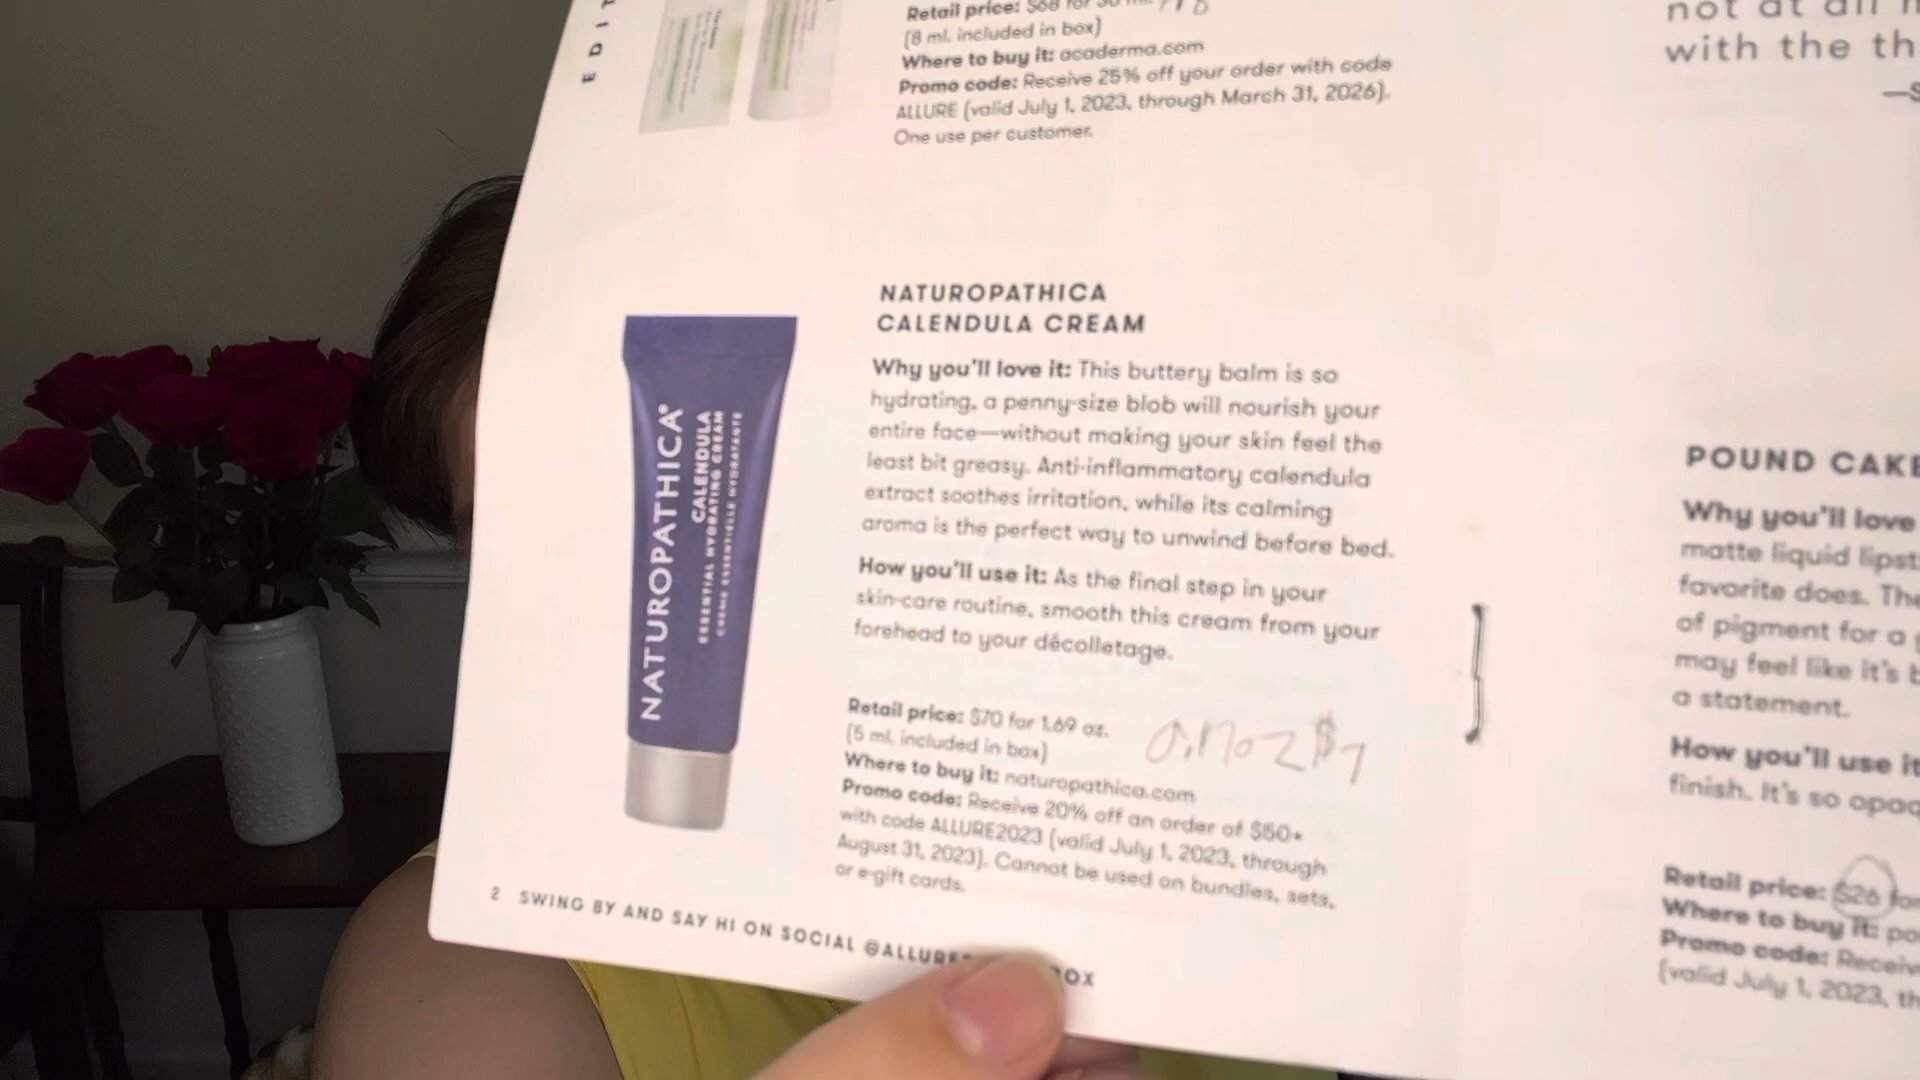 EDIT
Retail price: $68 for 30 ml.
(8 ml. included in box)
Where to buy it: acaderma.com
Promo code: Receive 25% off your order with code
ALLURE (valid July 1, 2023, through March 31, 2026).
One use per customer.
NATUROPATHICA
CALENDULA CREAM
Why you'll love it: This buttery balm is so
hydrating, a penny-size blob will nourish your
entire face—without making your skin feel the
least bit greasy. Anti-inflammatory calendula
extract soothes irritation, while its calming
aroma is the perfect way to unwind before bed.
How you'll use it: As the final step in your
skin-care routine, smooth this cream from your
forehead to your décolletage.
Retail price: $70 for 1.69 oz.
(5 ml. included in box)
Where to buy it: naturopathica.com
Promo code: Receive 20% off an order of $50+
with code ALLURE2023 (valid July 1, 2023, through
August 31, 2023). Cannot be used on bundles, sets,
or e-gift cards.
0.17oz $7
NATUROPATHICA®
CALENDULA
ESSENTIAL HYDRATING CREAM
CRÈME ESSENTIELLE HYDRATANTE
2 SWING BY AND SAY HI ON SOCIAL @ALLURE OX
not at all
with the th
—S
POUND CAKE
Why you'll love
matte liquid lipst
favorite does. The
of pigment for a
may feel like it's b
a statement.
How you'll use it
finish. It's so opaq
Retail price: $26 for
Where to buy it: po
Promo code: Receiv
(valid July 1, 2023, th